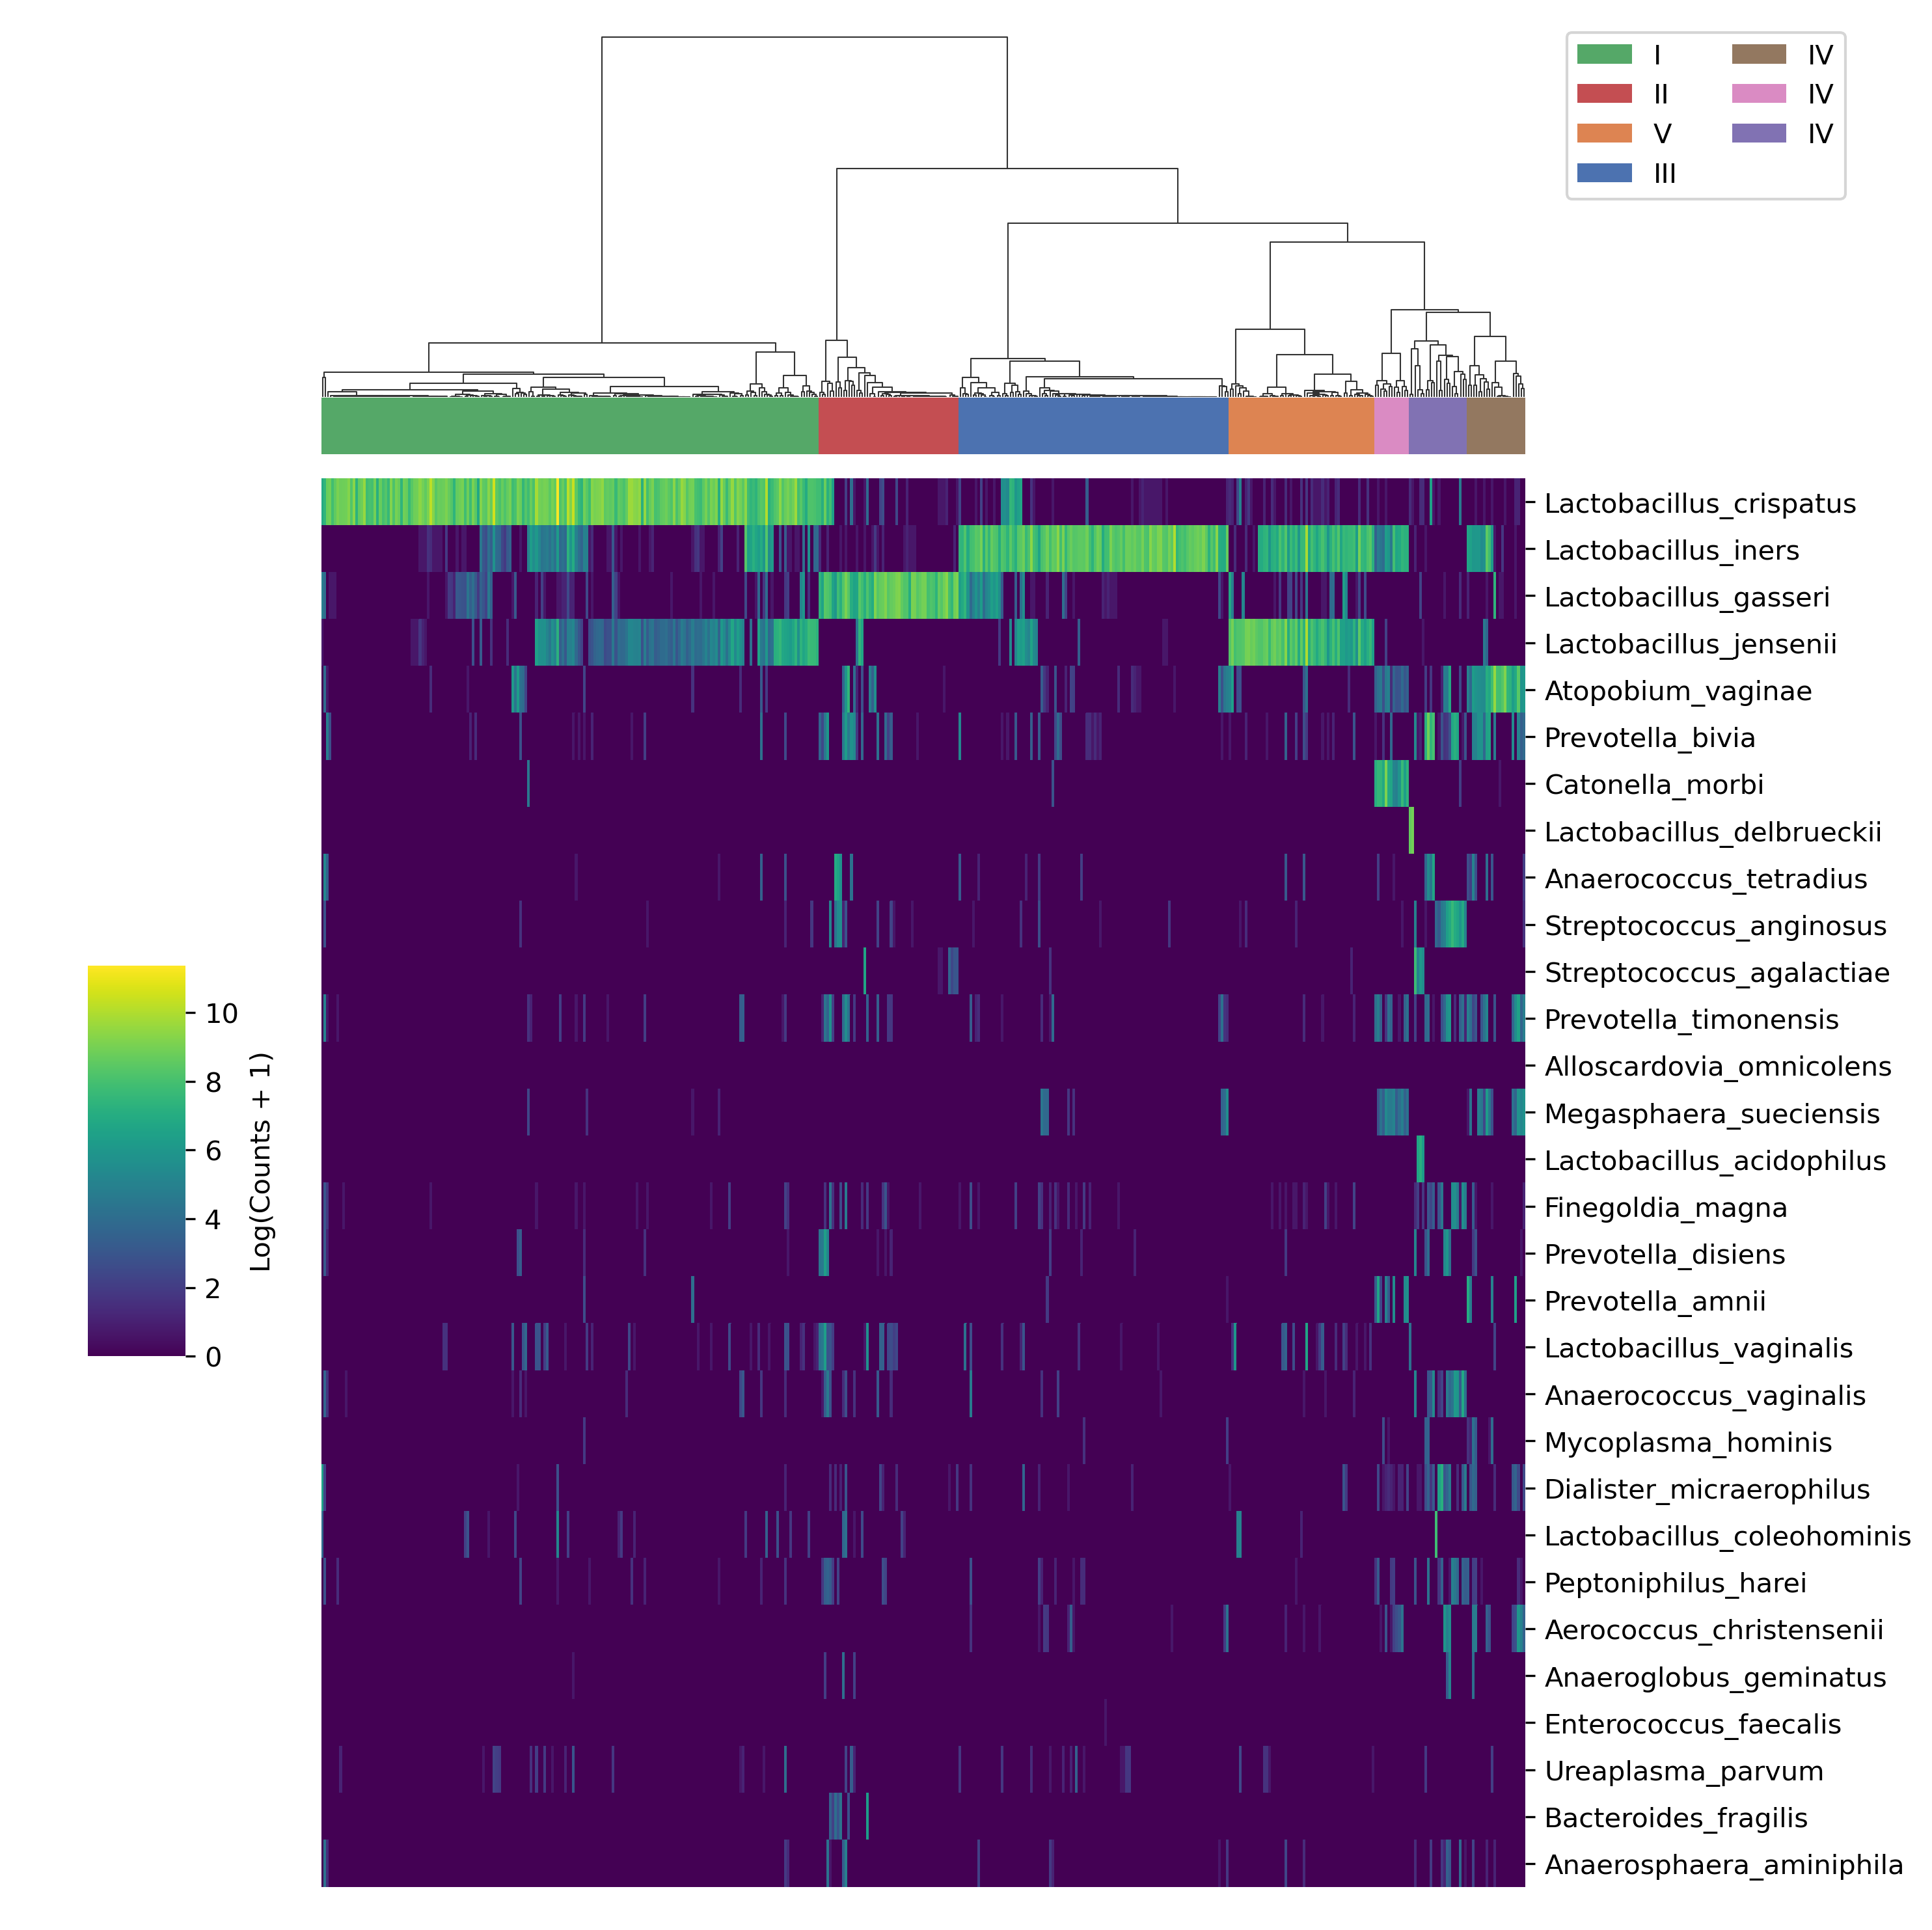 I
II
V
III
IV
IV
IV
Lactobacillus_crispatus
Lactobacillus_iners
Lactobacillus_gasseri
Lactobacillus_jensenii
Atopobium_vaginae
Prevotella_bivia
Catonella_morbi
Lactobacillus_delbrueckii
Anaerococcus_tetradius
Streptococcus_anginosus
Streptococcus_agalactiae
Prevotella_timonensis
Alloscardovia_omnicolens
Megasphaera_sueciensis
Lactobacillus_acidophilus
Finegoldia_magna
Prevotella_disiens
Prevotella_amnii
Lactobacillus_vaginalis
Anaerococcus_vaginalis
Mycoplasma_hominis
Dialister_micraerophilus
Lactobacillus_coleohominis
Peptoniphilus_harei
Aerococcus_christensenii
Anaeroglobus_geminatus
Enterococcus_faecalis
Ureaplasma_parvum
Bacteroides_fragilis
Anaerosphaera_aminiphila
10
8
6
4
2
0
Log(Counts + 1)